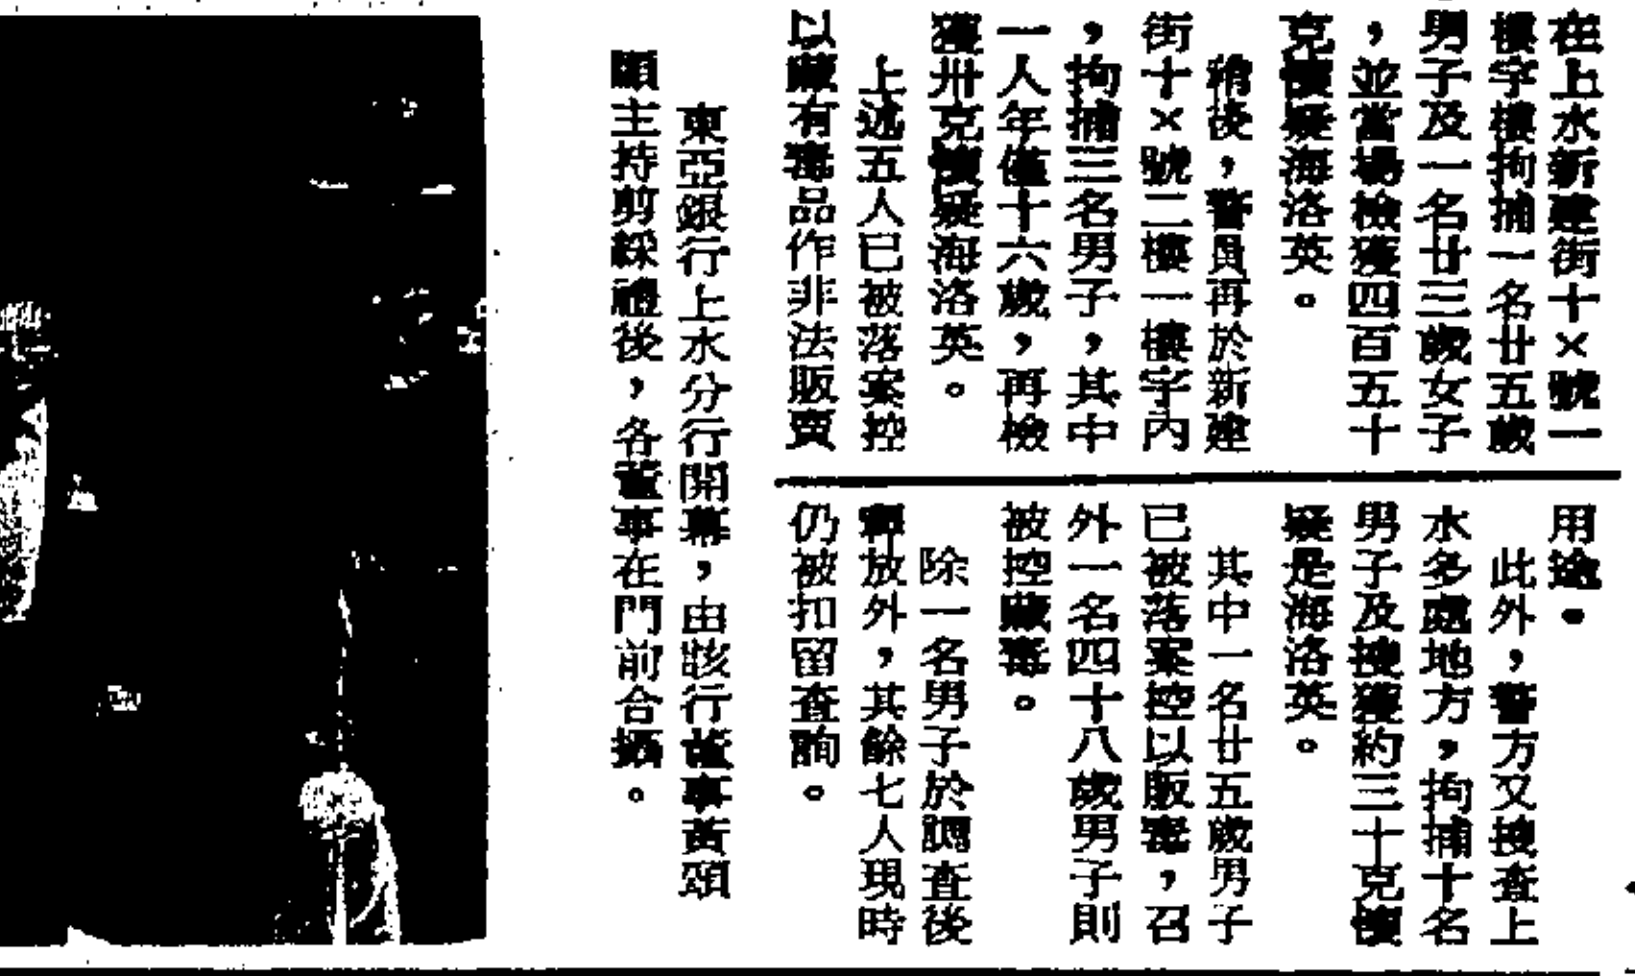 在上水新建街十×號一
樓字樓拘捕一名廿五歲
男子及一名廿三歲女子
，並當場檢獲四百五十
克懷疑海洛英。
稍後，警員再於新建
街十×號二樓一樓宇內
，拘捕三名男子，其中
一人年僅十六歲，再檢
獲卅克懷疑海洛英。
上述五人已被落案控
以藏有毒品作非法販賣
用途。
此外，警方又搜查上
水多處地方，拘捕十名
男子及搜獲約三十克懷
疑是海洛英。
其中一名廿五歲男子
已被落案控以販毒，召
外一名四十八歲男子則
被控藏毒。
除一名男子於調查後
釋放外，其餘七人現時
仍被扣留查詢。
東亞銀行上水分行開幕，由該行董事黃頌
顯主持剪綵禮後，各董事在門前合攝。